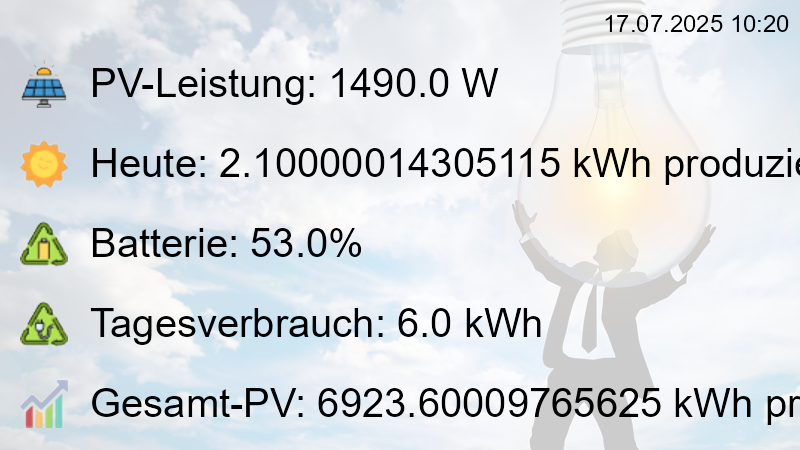 17.07.2025 10:20
PV-Leistung: 1490.0 W
Heute: 2.10000014305115 kWh produzie
Batterie: 53.0%
Tagesverbrauch: 6.0 kWh
Gesamt-PV: 6923.60009765625 kWh pr